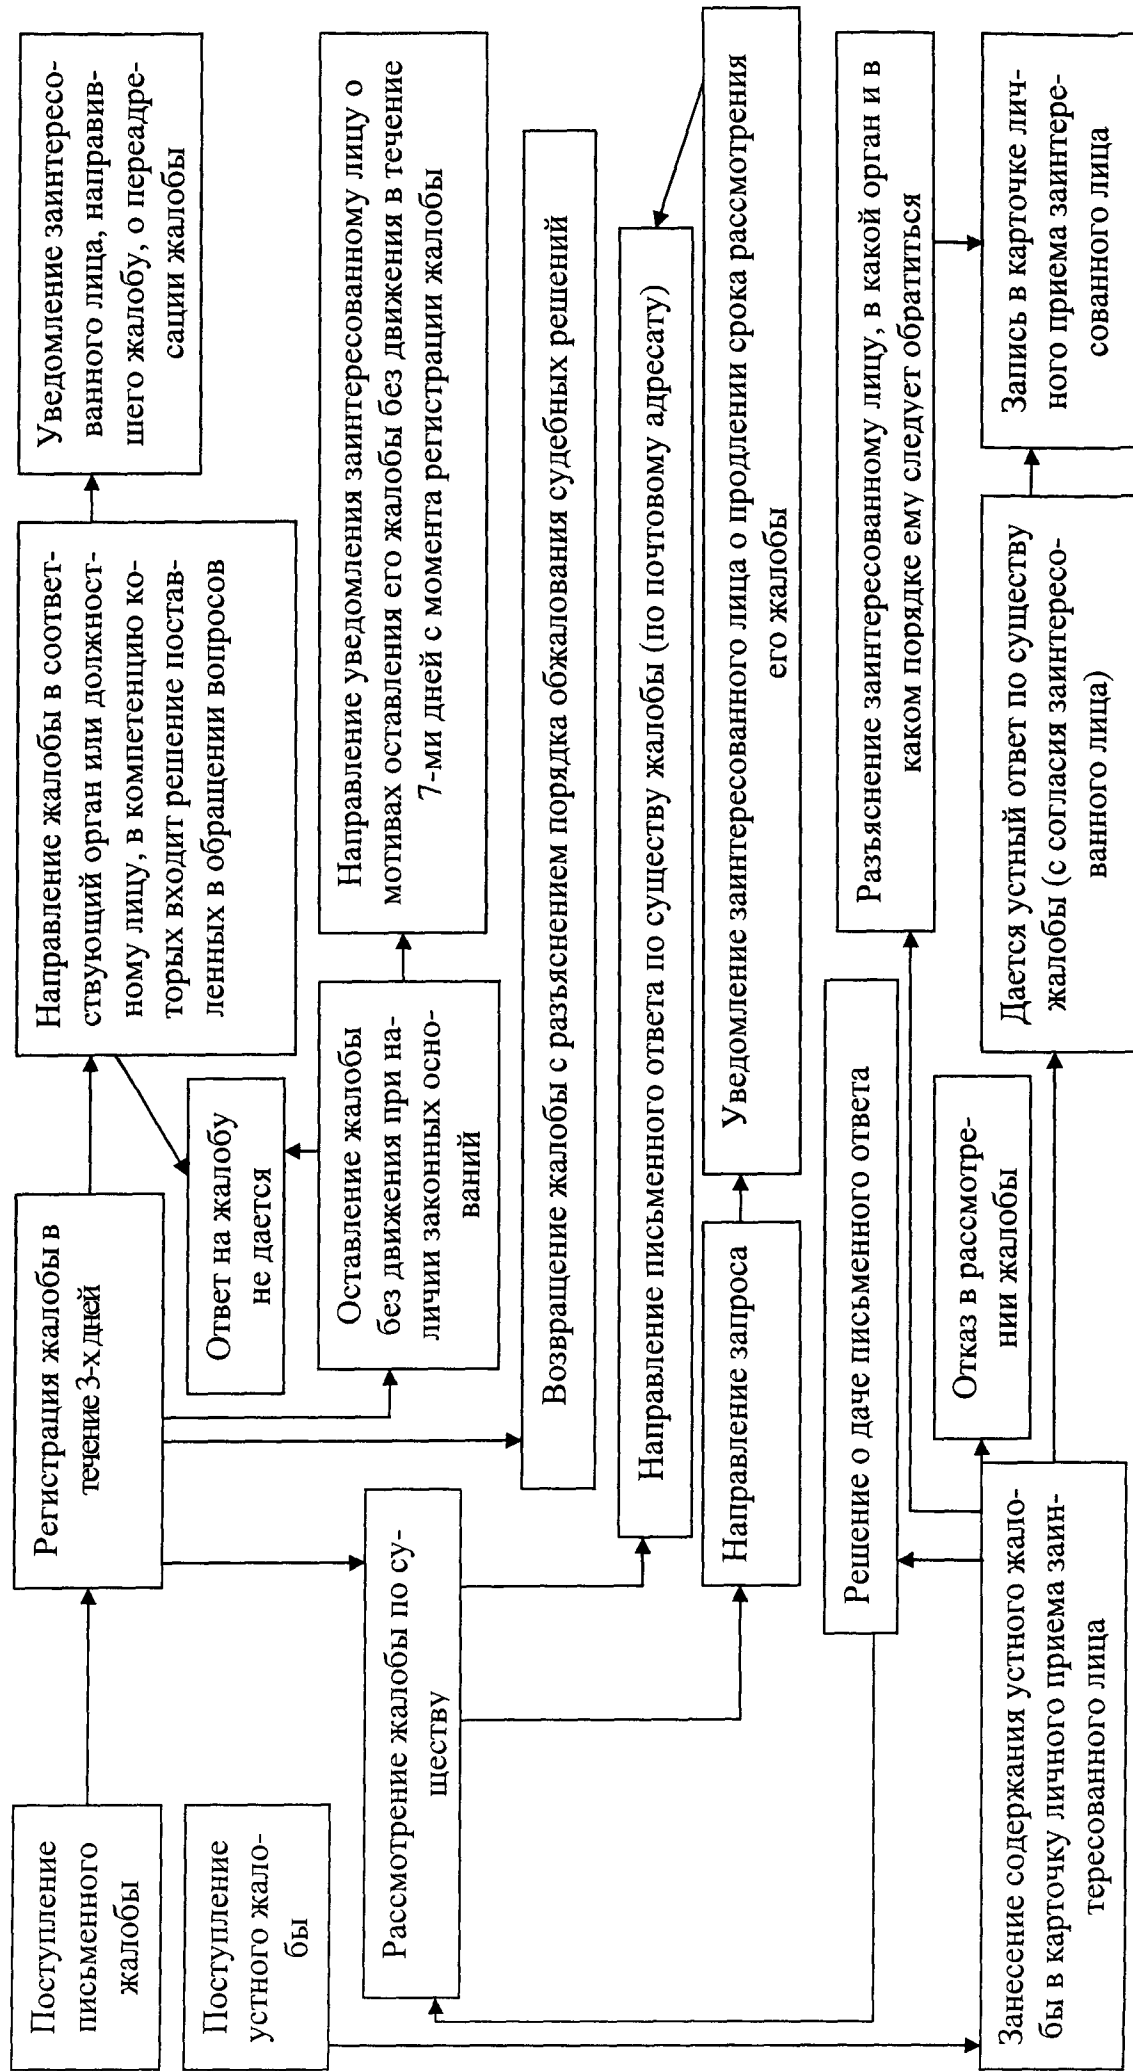 Поступление
письменного
жалобы
Регистрация жалобы в
течение 3-х дней
Направление жалобы в соответ-
ствующий орган или должност-
ному лицу, в компетенцию ко-
торых входит решение постав-
ленных в обращении вопросов
Уведомление заинтересо-
ванного лица, направив-
шего жалобу, о переадре-
сации жалобы
Поступление
устного жало-
бы
Ответ на жалобу
не дается
Оставление жалобы
без движения при на-
личии законных осно-
ваний
Направление уведомления заинтересованному лицу о
мотивах оставления его жалобы без движения в течение
7-ми дней с момента регистрации жалобы
Рассмотрение жалобы по су-
ществу
Возвращение жалобы с разъяснением порядка обжалования судебных решений
Направление письменного ответа по существу жалобы (по почтовому адресату)
Направление запроса
Уведомление заинтересованного лица о продлении срока рассмотрения
его жалобы
Решение о даче письменного ответа
Разъяснение заинтересованному лицу, в какой орган и в
каком порядке ему следует обратиться
Отказ в рассмотре-
нии жалобы
Занесение содержания устного жало-
бы в карточку личного приема заин-
тересованного лица
Дается устный ответ по существу
жалобы (с согласия заинтересо-
ванного лица)
Запись в карточке лич-
ного приема заинтере-
сованного лица